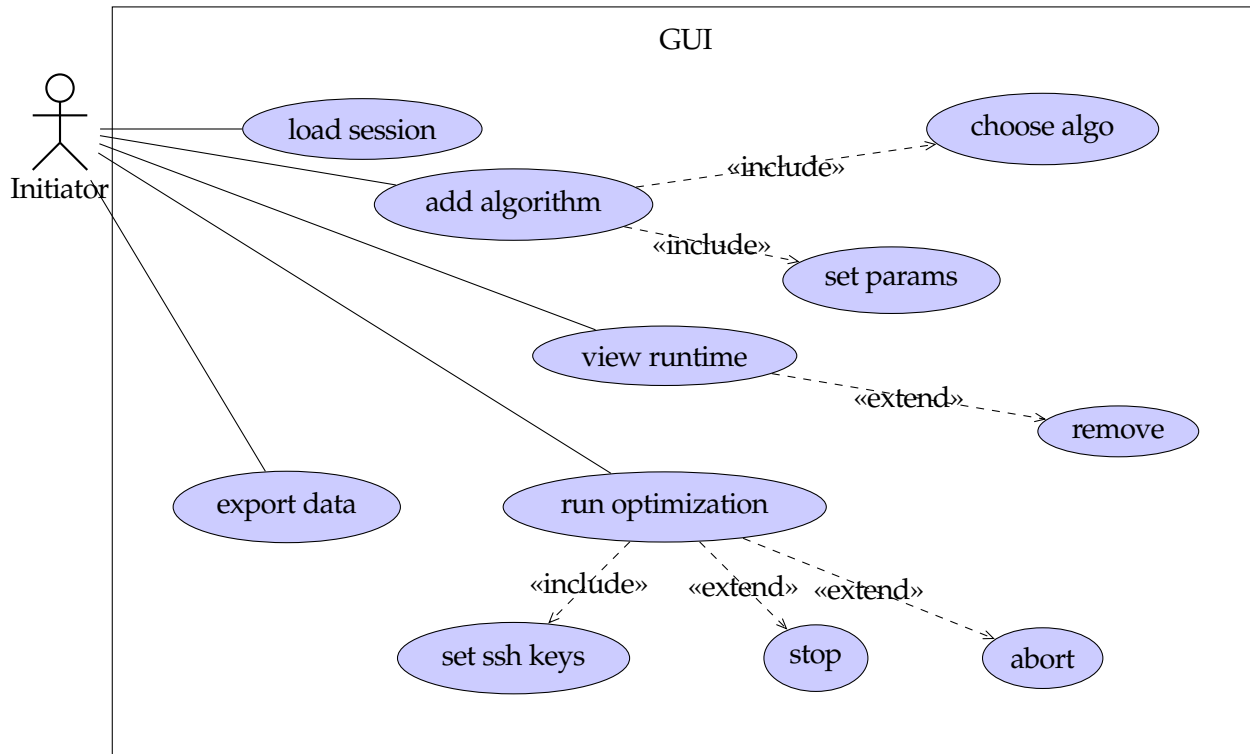 GUI
load session
choose algo
«include»
Initiator
add algorithm
«include»
set params
view runtime
«extend»
remove
export data
run optimization
«include»
«extend»
«extend»
set ssh keys
stop
abort